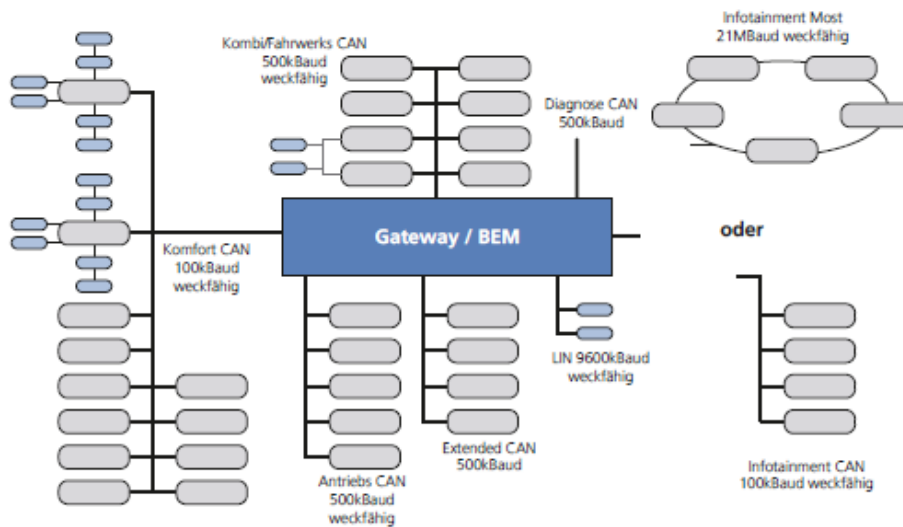 Kombi/Fahrwerks CAN
500kBaud
weckfähig
Infotainment Most
21MBaud weckfähig
Diagnose CAN
500kBaud
Gateway / BEM
oder
Komfort CAN
100kBaud
weckfähig
LIN 9600kBaud
weckfähig
Extended CAN
500kBaud
Antriebs CAN
500kBaud
weckfähig
Infotainment CAN
100kBaud weckfähig